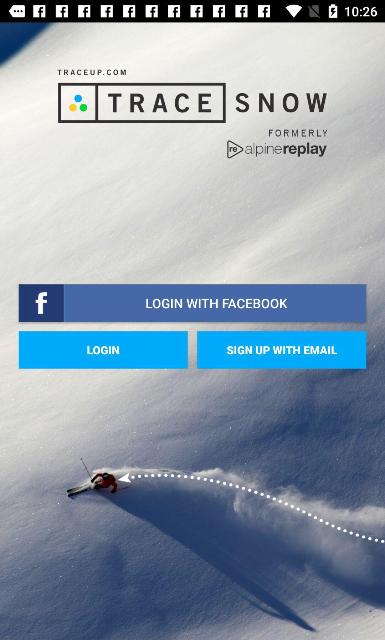 10:26
TRACEUP.COM
TRACE SNOW
FORMERLY
re alpinereplay
f LOGIN WITH FACEBOOK
LOGIN
SIGN UP WITH EMAIL